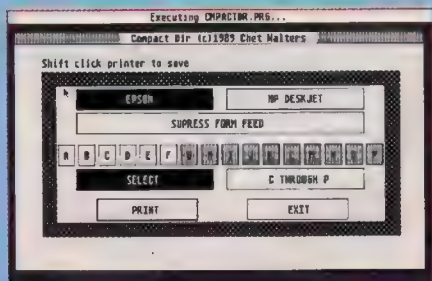 Executing CMPACTOR.PRG...
Compact Dir (c)1989 Chet Walters
Shift click printer to save
EPSON HP DESKJET
SUPRESS FORM FEED
A B C D E F
SELECT C THROUGH P
PRINT EXIT